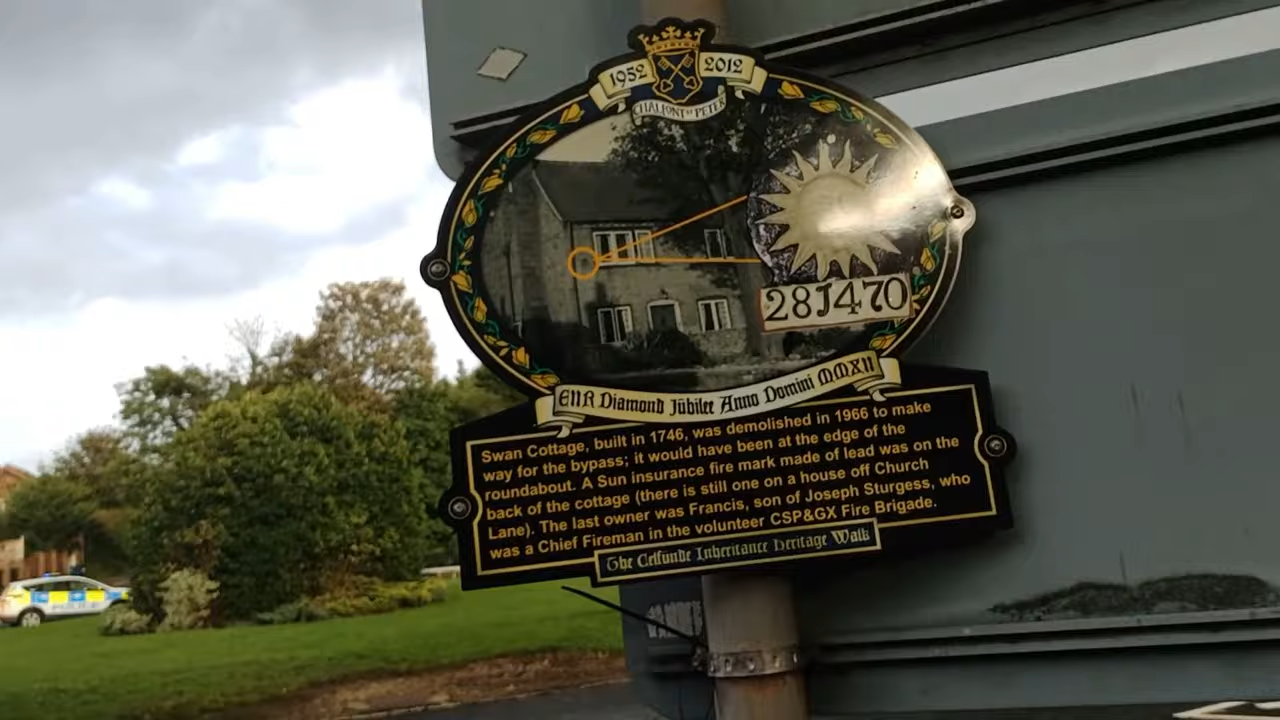 1952 2012
CHALFONT ST PETER
281470
EIIR Diamond Jubilee Anno Domini MMXII
Swan Cottage, built in 1746, was demolished in 1966 to make
way for the bypass; it would have been at the edge of the
roundabout. A Sun insurance fire mark made of lead was on the
back of the cottage (there is still one on a house off Church
Lane). The last owner was Francis, son of Joseph Sturgess, who
was a Chief Fireman in the volunteer CSP&GX Fire Brigade.
The Celfunde Inheritance Heritage Walk
POLICE